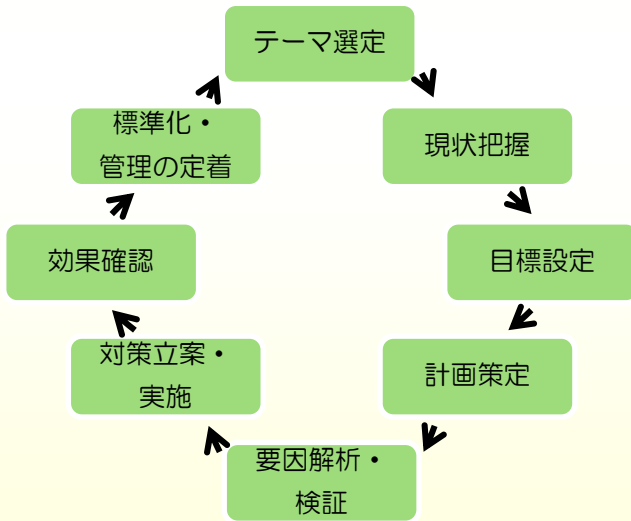 テーマ選定
現状把握
目標設定
計画策定
要因解析・
検証
対策立案・
実施
効果確認
標準化・
管理の定着